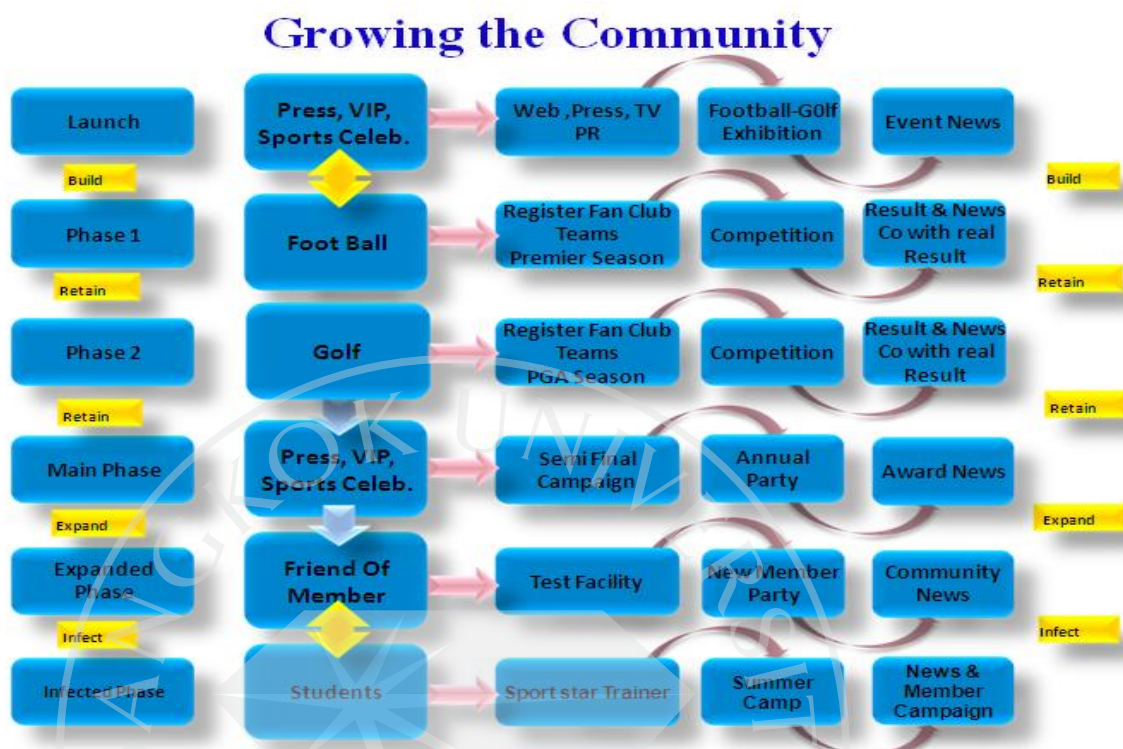 Growing the Community
Launch
Press, VIP,
Sports Celeb.
Web ,Press, TV
PR
Football-G0lf
Exhibition
Event News
Build
Build
Phase 1
Foot Ball
Register Fan Club
Teams
Premier Season
Competition
Result & News
Co with real
Result
Retain
Retain
Phase 2
Golf
Register Fan Club
Teams
PGA Season
Competition
Result & News
Co with real
Result
Retain
Retain
Main Phase
Press, VIP,
Sports Celeb.
Semi Final
Campaign
Annual
Party
Award News
Expand
Expand
Expanded
Phase
Friend Of
Member
Test Facility
New Member
Party
Community
News
Infect
Infect
Infected Phase
Students
Sport star Trainer
Summer
Camp
News &
Member
Campaign
ANGKOK UNIVERSIT